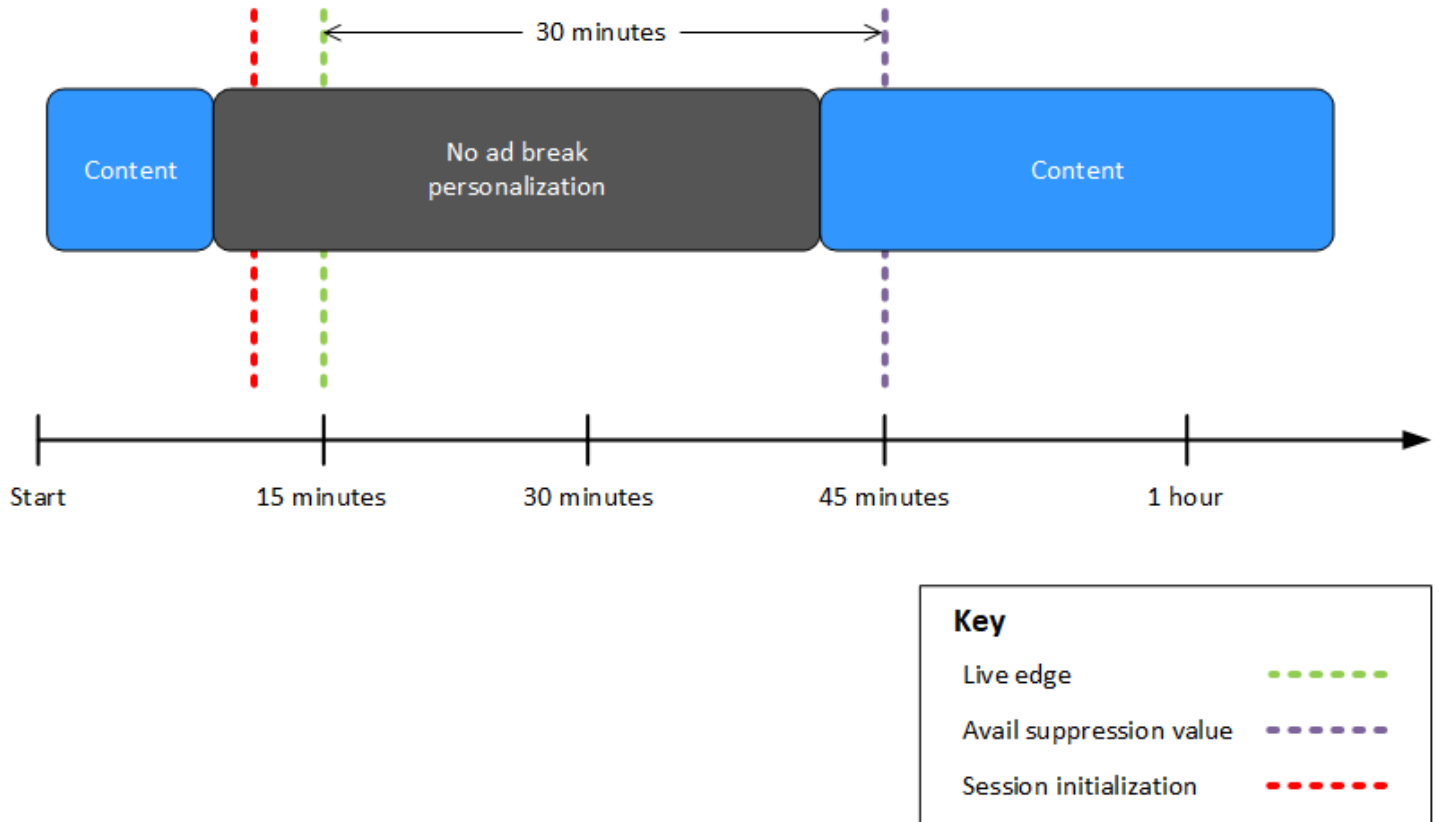 30 minutes
Content
No ad break
personalization
Content
Start
15 minutes
30 minutes
45 minutes
1 hour
Key
Live edge
Avail suppression value
Session initialization